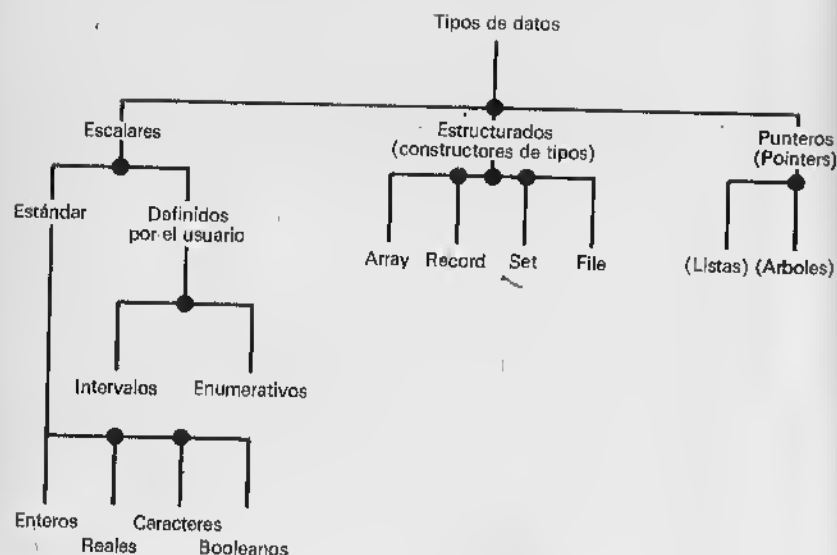 Tipos de datos
Escalares
Estructurados
(constructores de tipos)
Punteros
(Pointers)
Estándar
Definidos
por el usuario
Array
Record
Set
File
(Listas)
(Arboles)
Intervalos
Enumerativos
Enteros
Reales
Caracteres
Booleanos